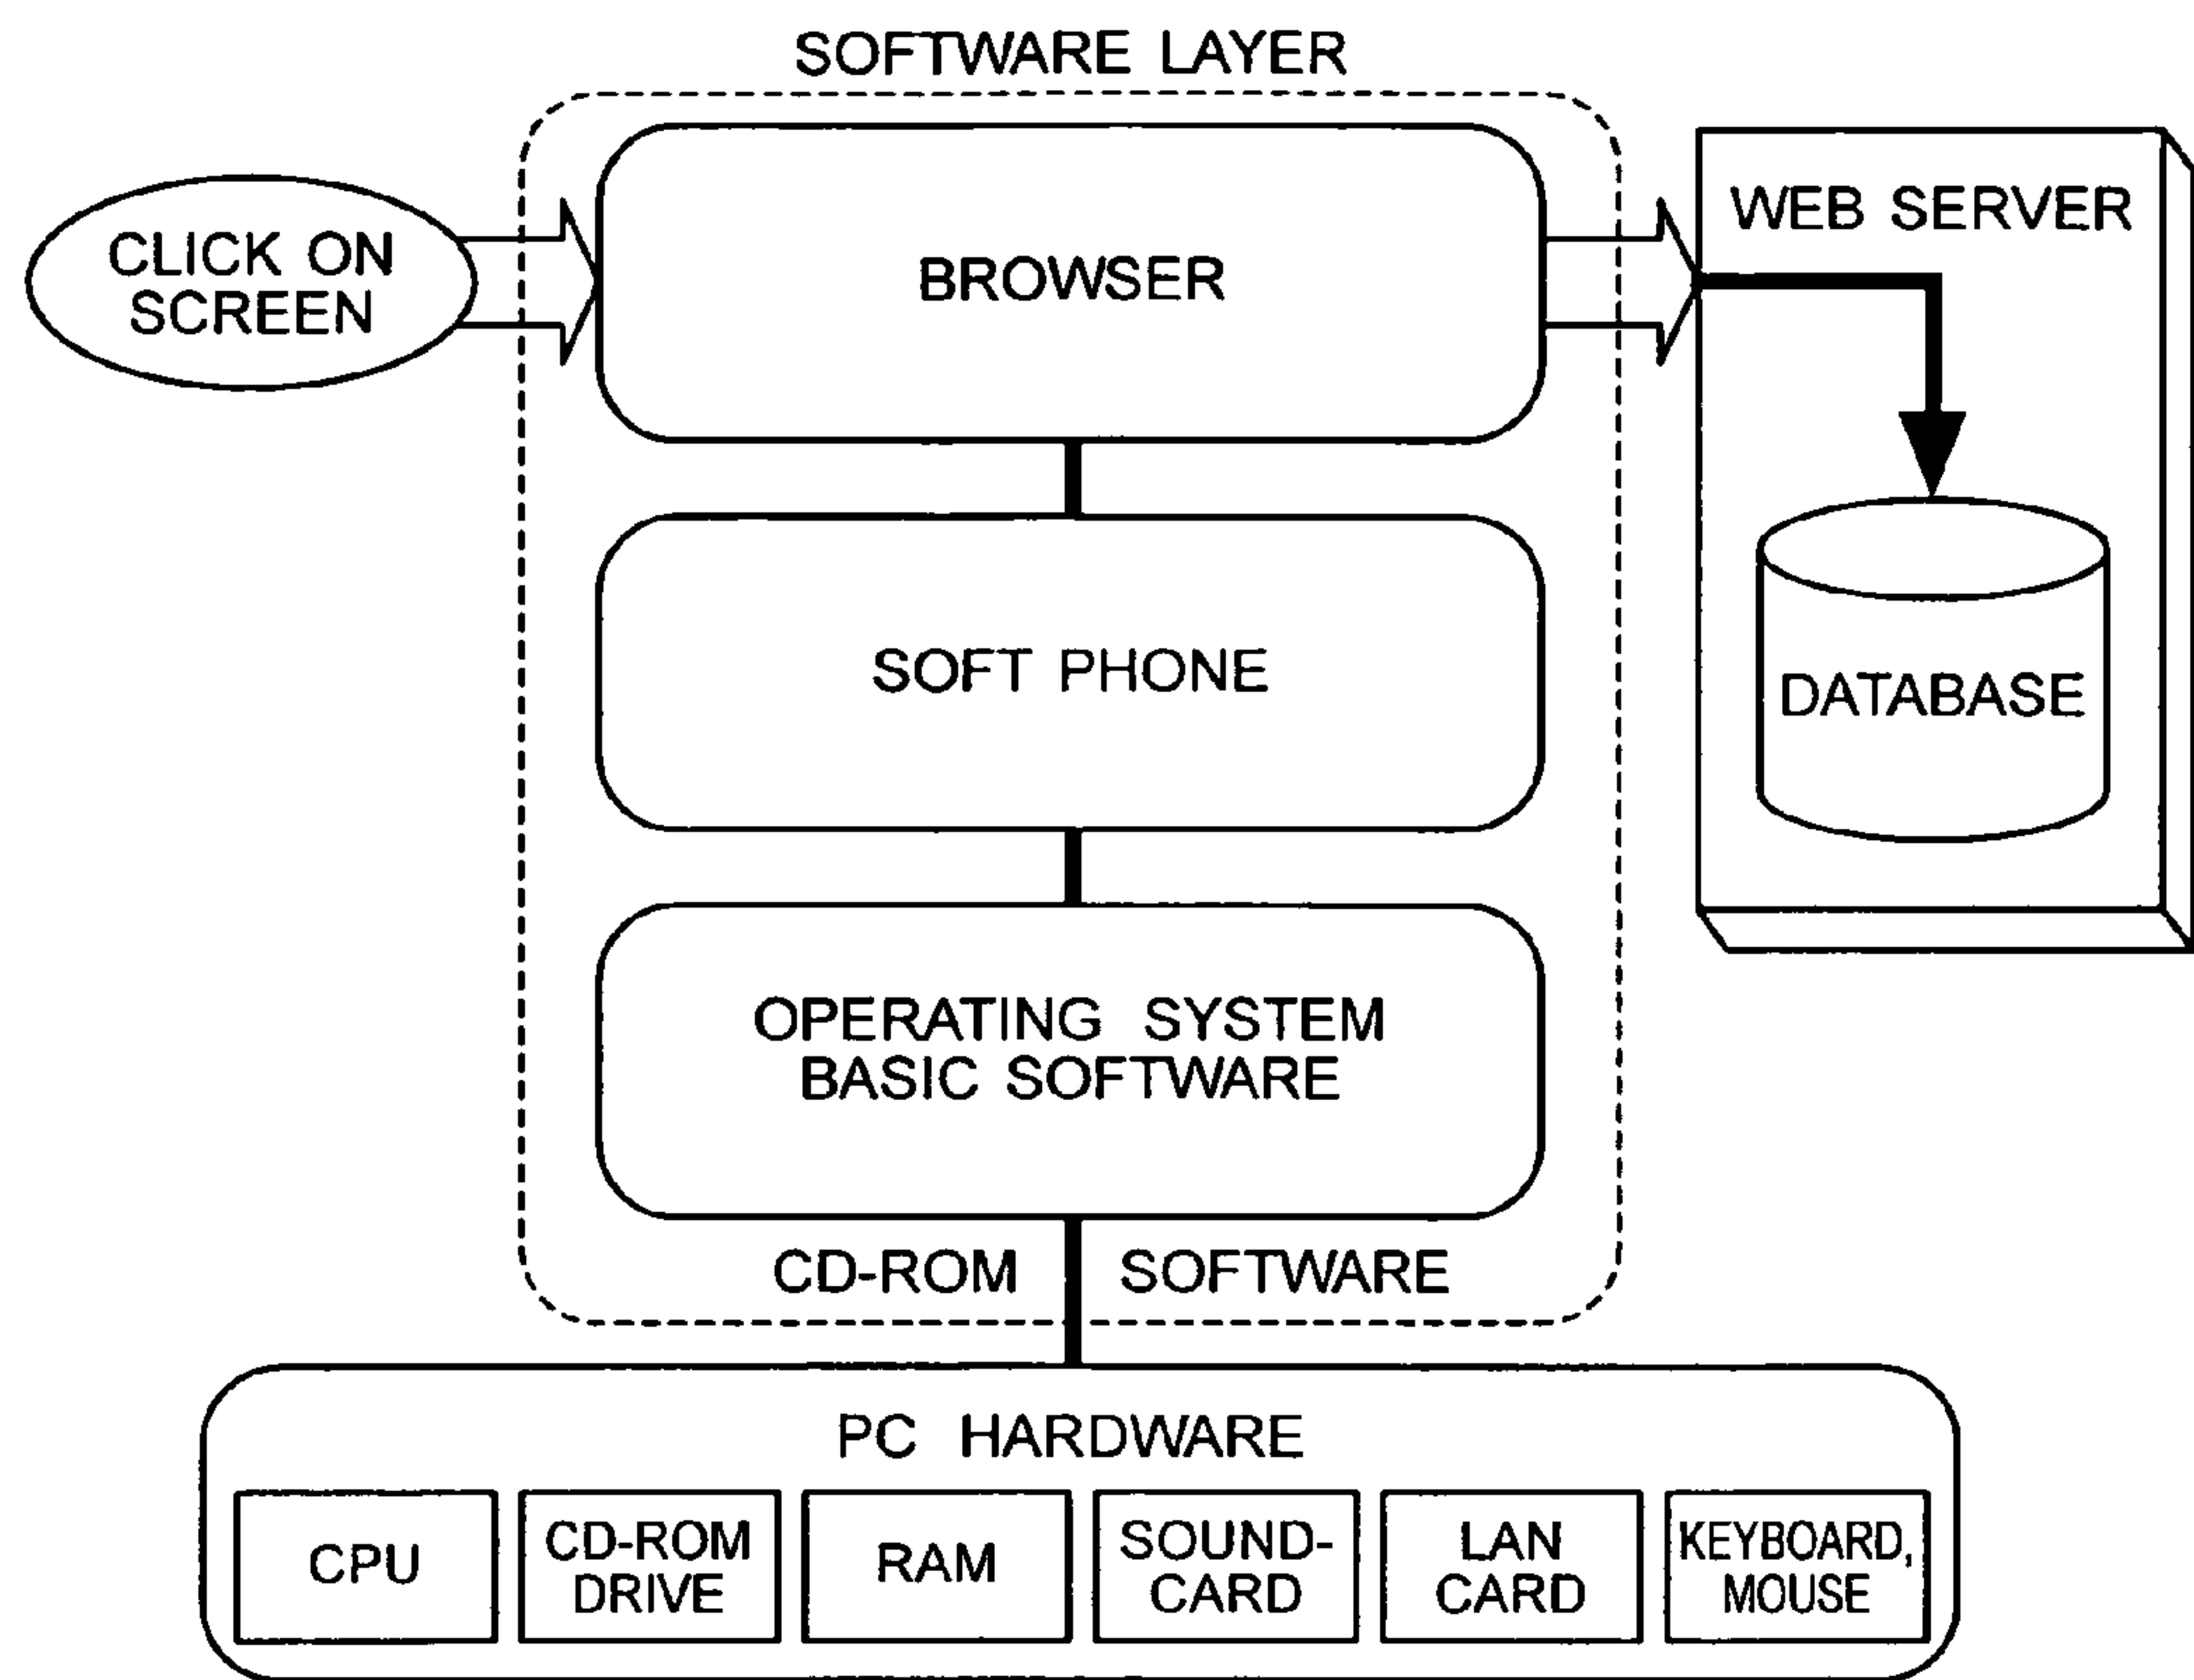 SOFTWARE LAYER
CLICK ON
SCREEN
BROWSER
WEB SERVER
DATABASE
SOFT PHONE
OPERATING SYSTEM
BASIC SOFTWARE
CD-ROM SOFTWARE
PC HARDWARE
CPU
CD-ROM
DRIVE
RAM
SOUND-
CARD
LAN
CARD
KEYBOARD,
MOUSE